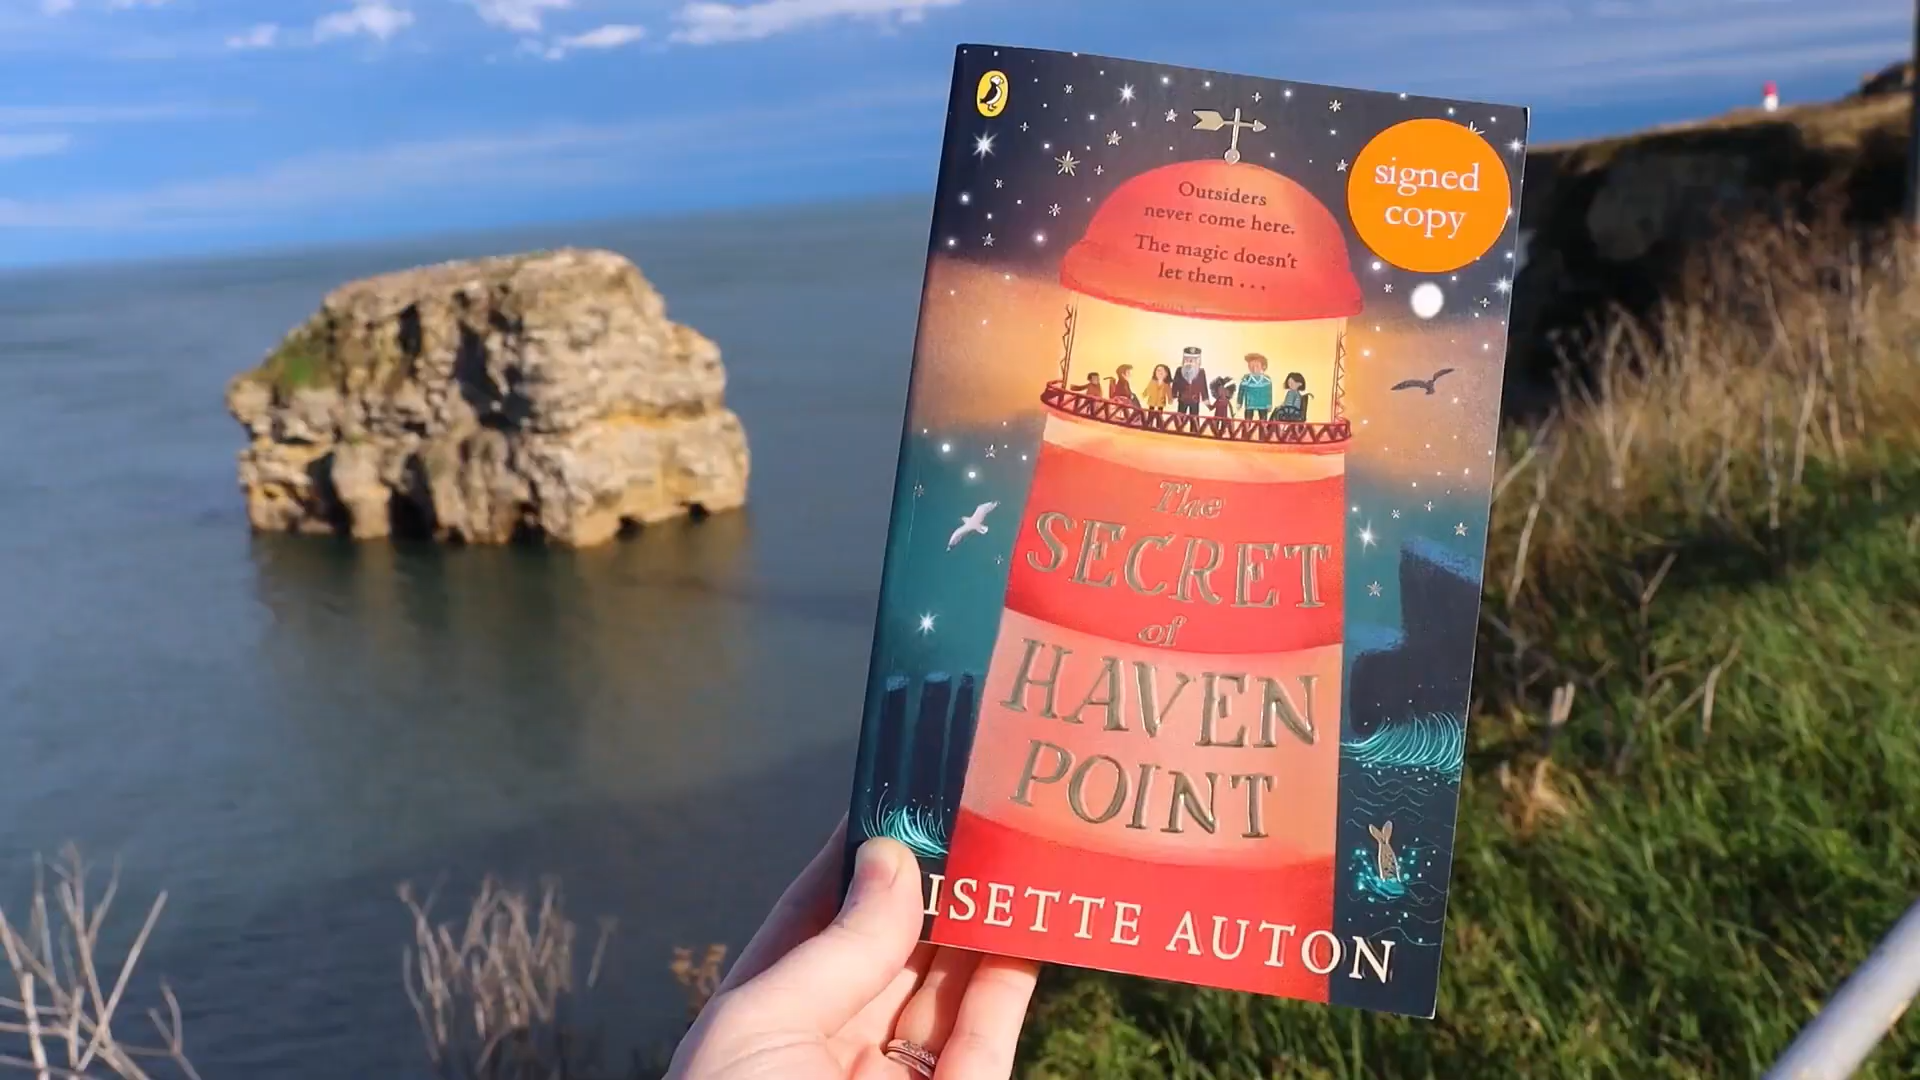 signed
copy
Outsiders
never come here.
The magic doesn't
let them . . .
The
SECRET
of
HAVEN
POINT
ISETTE AUTON